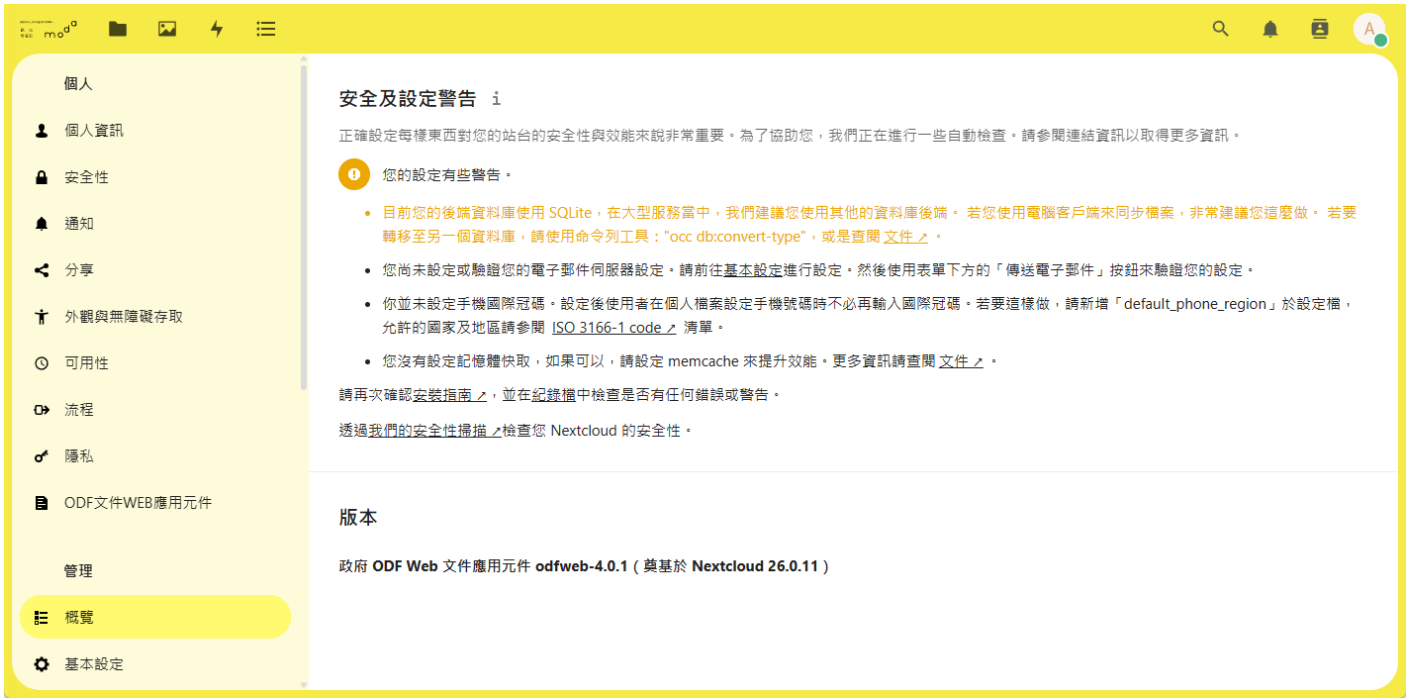 moda
A
個人
個人資訊
安全性
通知
分享
外觀與無障礙存取
可用性
流程
隱私
ODF文件WEB應用元件
管理
概覽
基本設定
安全及設定警告 i
正確設定每樣東西對您的站台的安全性與效能來說非常重要。為了協助您，我們正在進行一些自動檢查。請參閱連結資訊以取得更多資訊。
您的設定有些警告。
• 目前您的後端資料庫使用 SQLite，在大型服務當中，我們建議您使用其他的資料庫後端。 若您使用電腦客戶端來同步檔案，非常建議您這麼做。 若要
轉移至另一個資料庫，請使用命令列工具："occ db:convert-type"，或是查閱 文件 ↗ 。
• 您尚未設定或驗證您的電子郵件伺服器設定。請前往基本設定進行設定。然後使用表單下方的「傳送電子郵件」按鈕來驗證您的設定。
• 你並未設定手機國際冠碼。設定後使用者在個人檔案設定手機號碼時不必再輸入國際冠碼。若要這樣做，請新增「default_phone_region」於設定檔，
允許的國家及地區請參閱 ISO 3166-1 code ↗ 清單。
• 您沒有設定記憶體快取，如果可以，請設定 memcache 來提升效能。更多資訊請查閱 文件 ↗ 。
請再次確認安裝指南 ↗，並在紀錄檔中檢查是否有任何錯誤或警告。
透過我們的安全性掃描 ↗檢查您 Nextcloud 的安全性。
版本
政府 ODF Web 文件應用元件 odfweb-4.0.1 ( 奠基於 Nextcloud 26.0.11 )